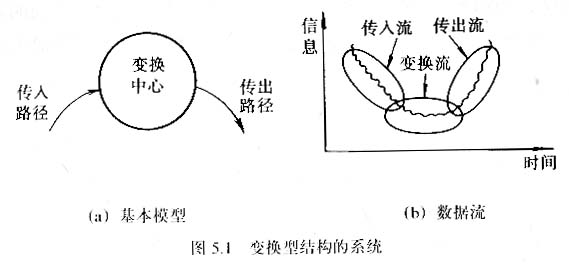 变换
中心
传入
路径
传出
路径
(a) 基本模型
信
息
传入流
传出流
变换流
时间
(b) 数据流
图 5.1 变换型结构的系统